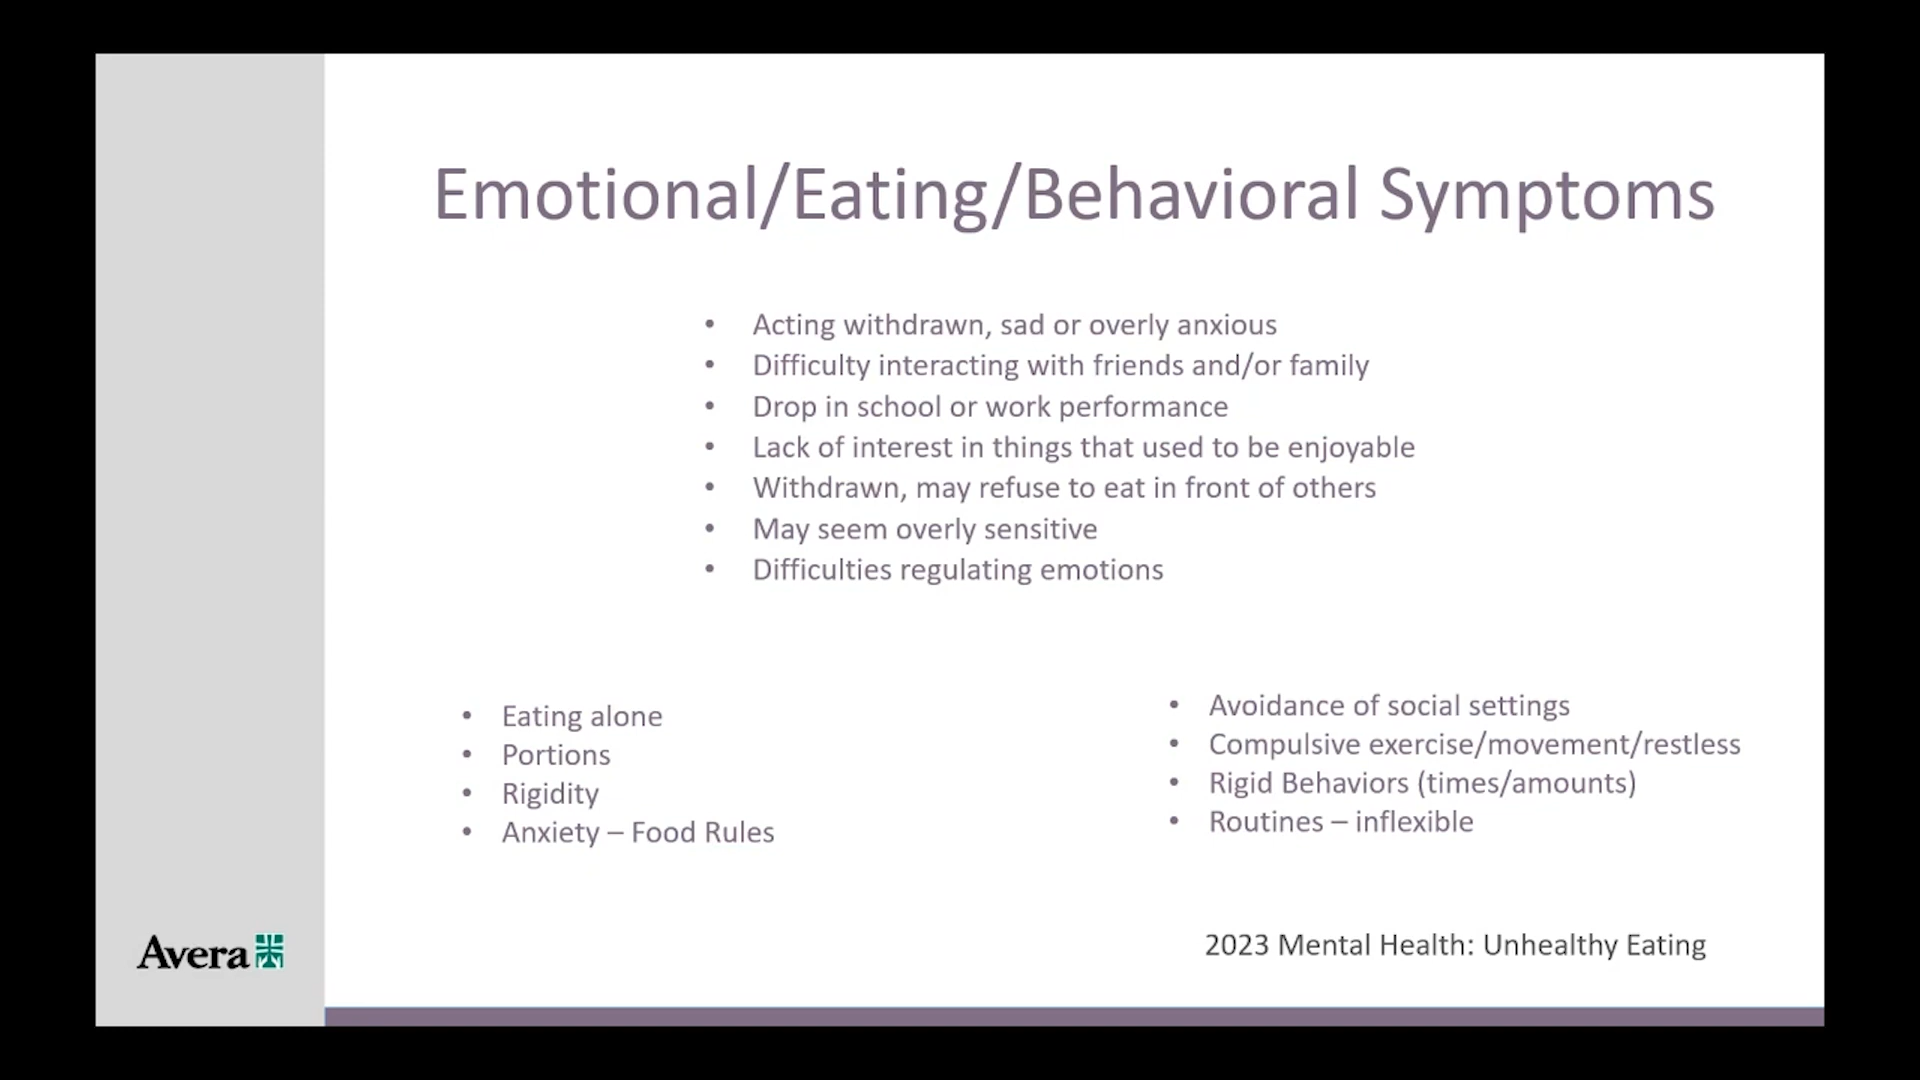 Emotional/Eating/Behavioral Symptoms
• Acting withdrawn, sad or overly anxious
• Difficulty interacting with friends and/or family
• Drop in school or work performance
• Lack of interest in things that used to be enjoyable
• Withdrawn, may refuse to eat in front of others
• May seem overly sensitive
• Difficulties regulating emotions
• Eating alone
• Portions
• Rigidity
• Anxiety – Food Rules
• Avoidance of social settings
• Compulsive exercise/movement/restless
• Rigid Behaviors (times/amounts)
• Routines – inflexible
Avera
2023 Mental Health: Unhealthy Eating